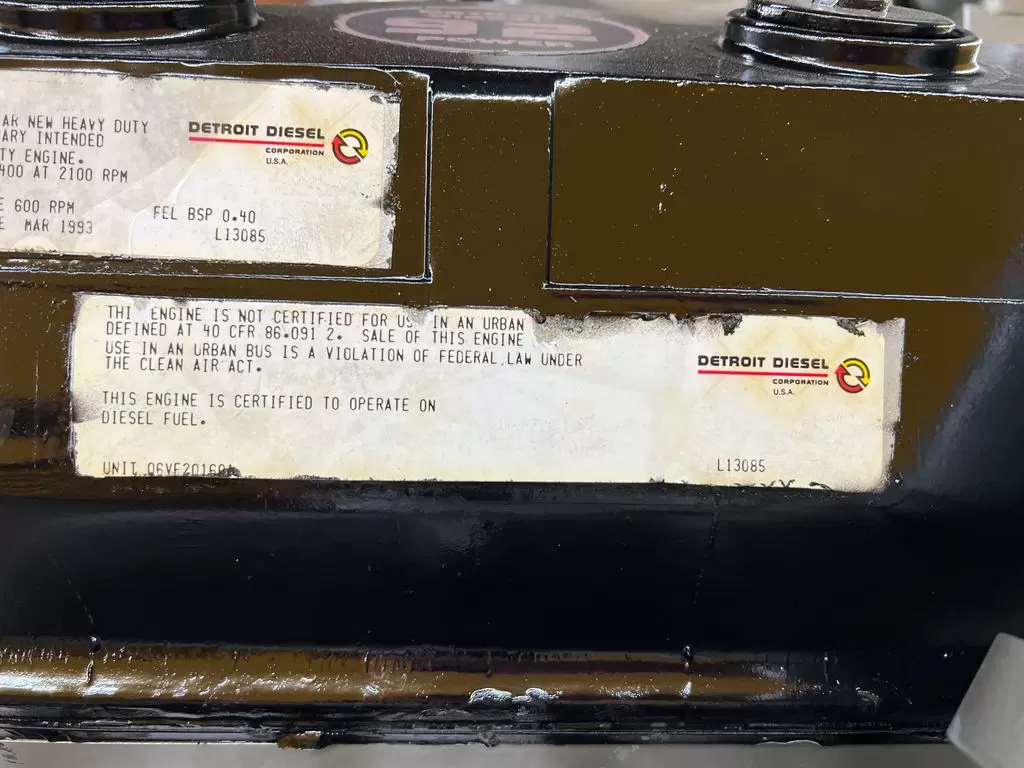 92
AR NEW HEAVY DUTY
ARY INTENDED
TY ENGINE.
400 AT 2100 RPM
E 600 RPM
E MAR 1993
FEL BSP 0.40
L13085
DETROIT DIESEL
CORPORATION
U.S.A.
THI ENGINE IS NOT CERTIFIED FOR US IN AN URBAN
DEFINED AT 40 CFR 86.091 2. SALE OF THIS ENGINE
USE IN AN URBAN BUS IS A VIOLATION OF FEDERAL LAW UNDER
THE CLEAN AIR ACT.
THIS ENGINE IS CERTIFIED TO OPERATE ON
DIESEL FUEL.
UNIT
DETROIT DIESEL
CORPORATION
U.S.A.
L13085